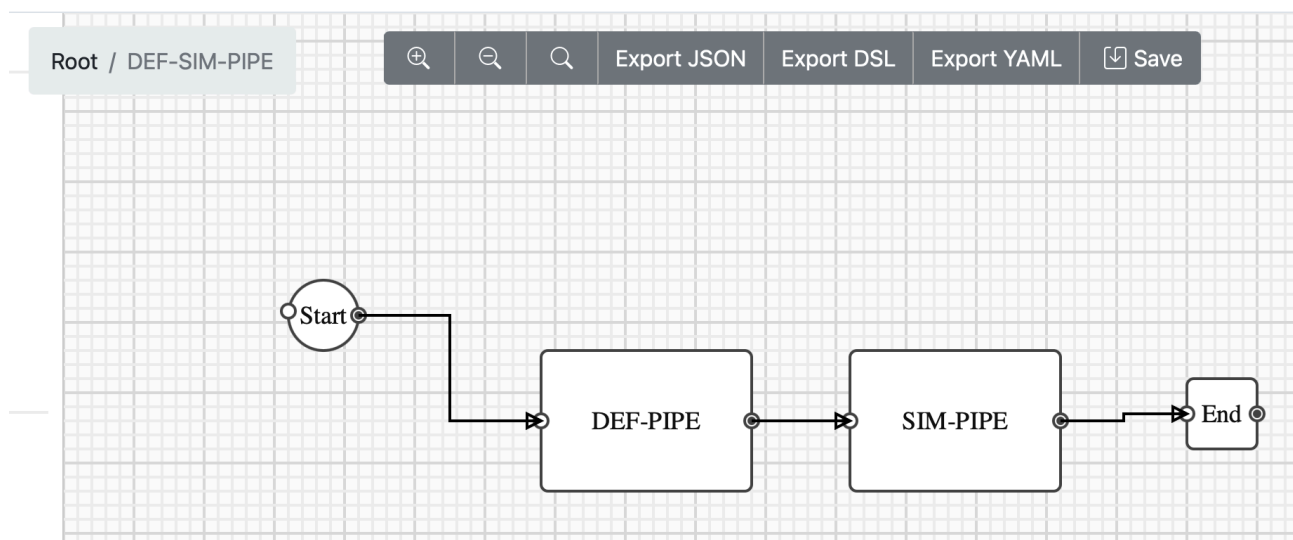 Root / DEF-SIM-PIPE
Export JSON
Export DSL
Export YAML
Save
Start
DEF-PIPE
SIM-PIPE
End